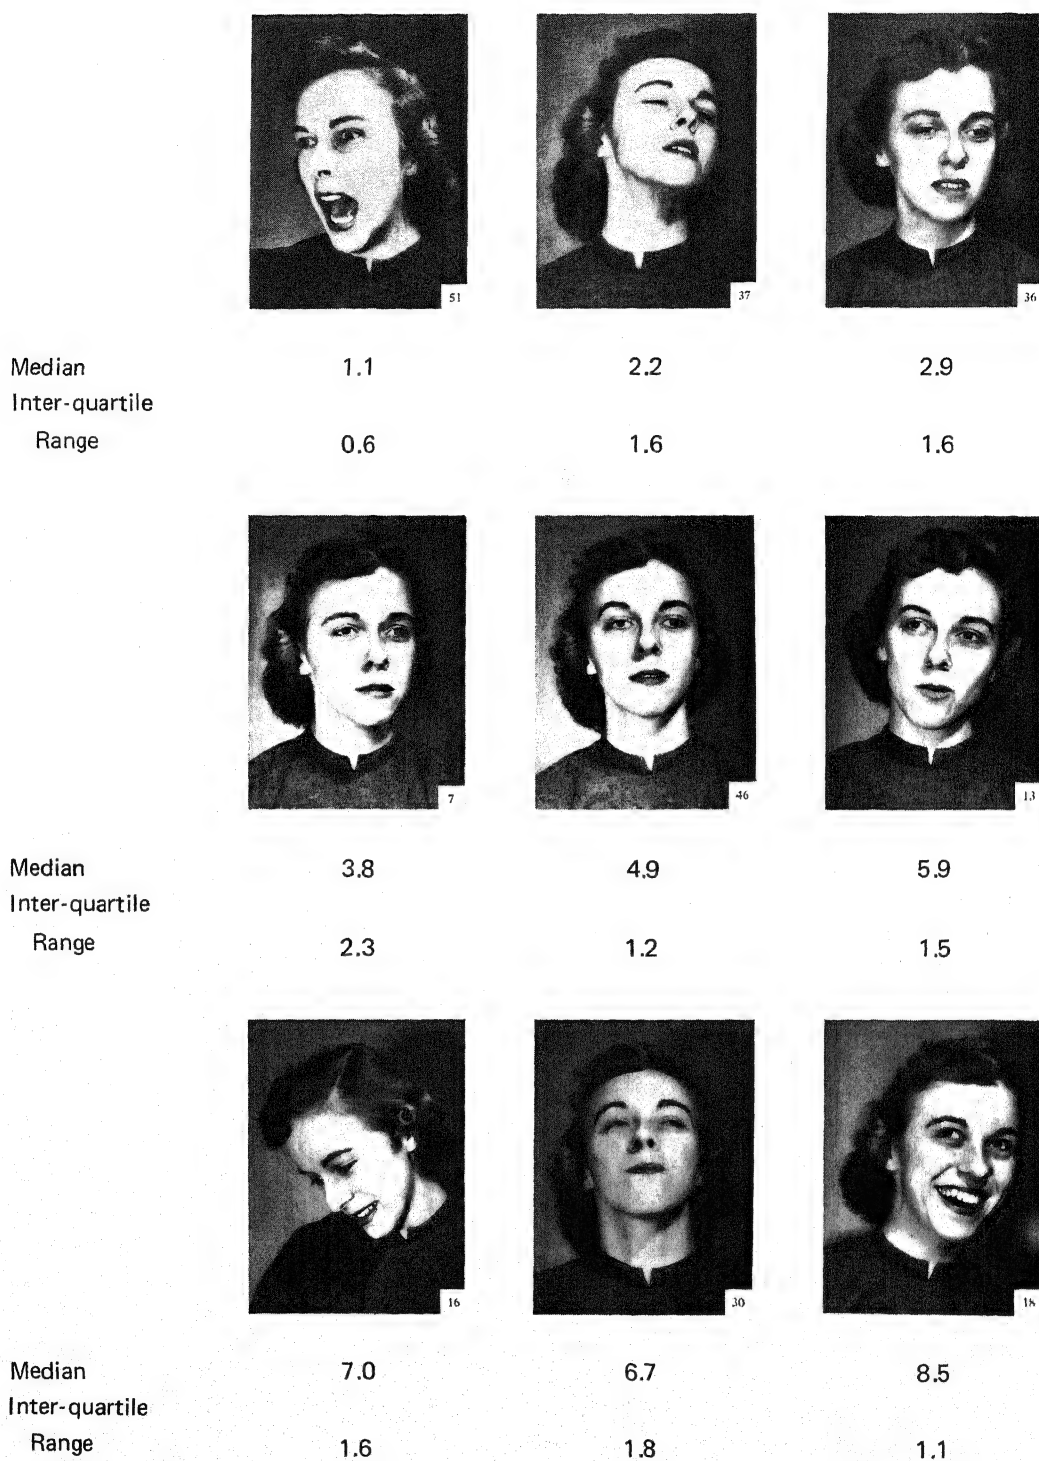 51 37 36
Median 1.1 2.2 2.9
Inter-quartile
Range 0.6 1.6 1.6
7 46 13
Median 3.8 4.9 5.9
Inter-quartile
Range 2.3 1.2 1.5
16 30 18
Median 7.0 6.7 8.5
Inter-quartile
Range 1.6 1.8 1.1